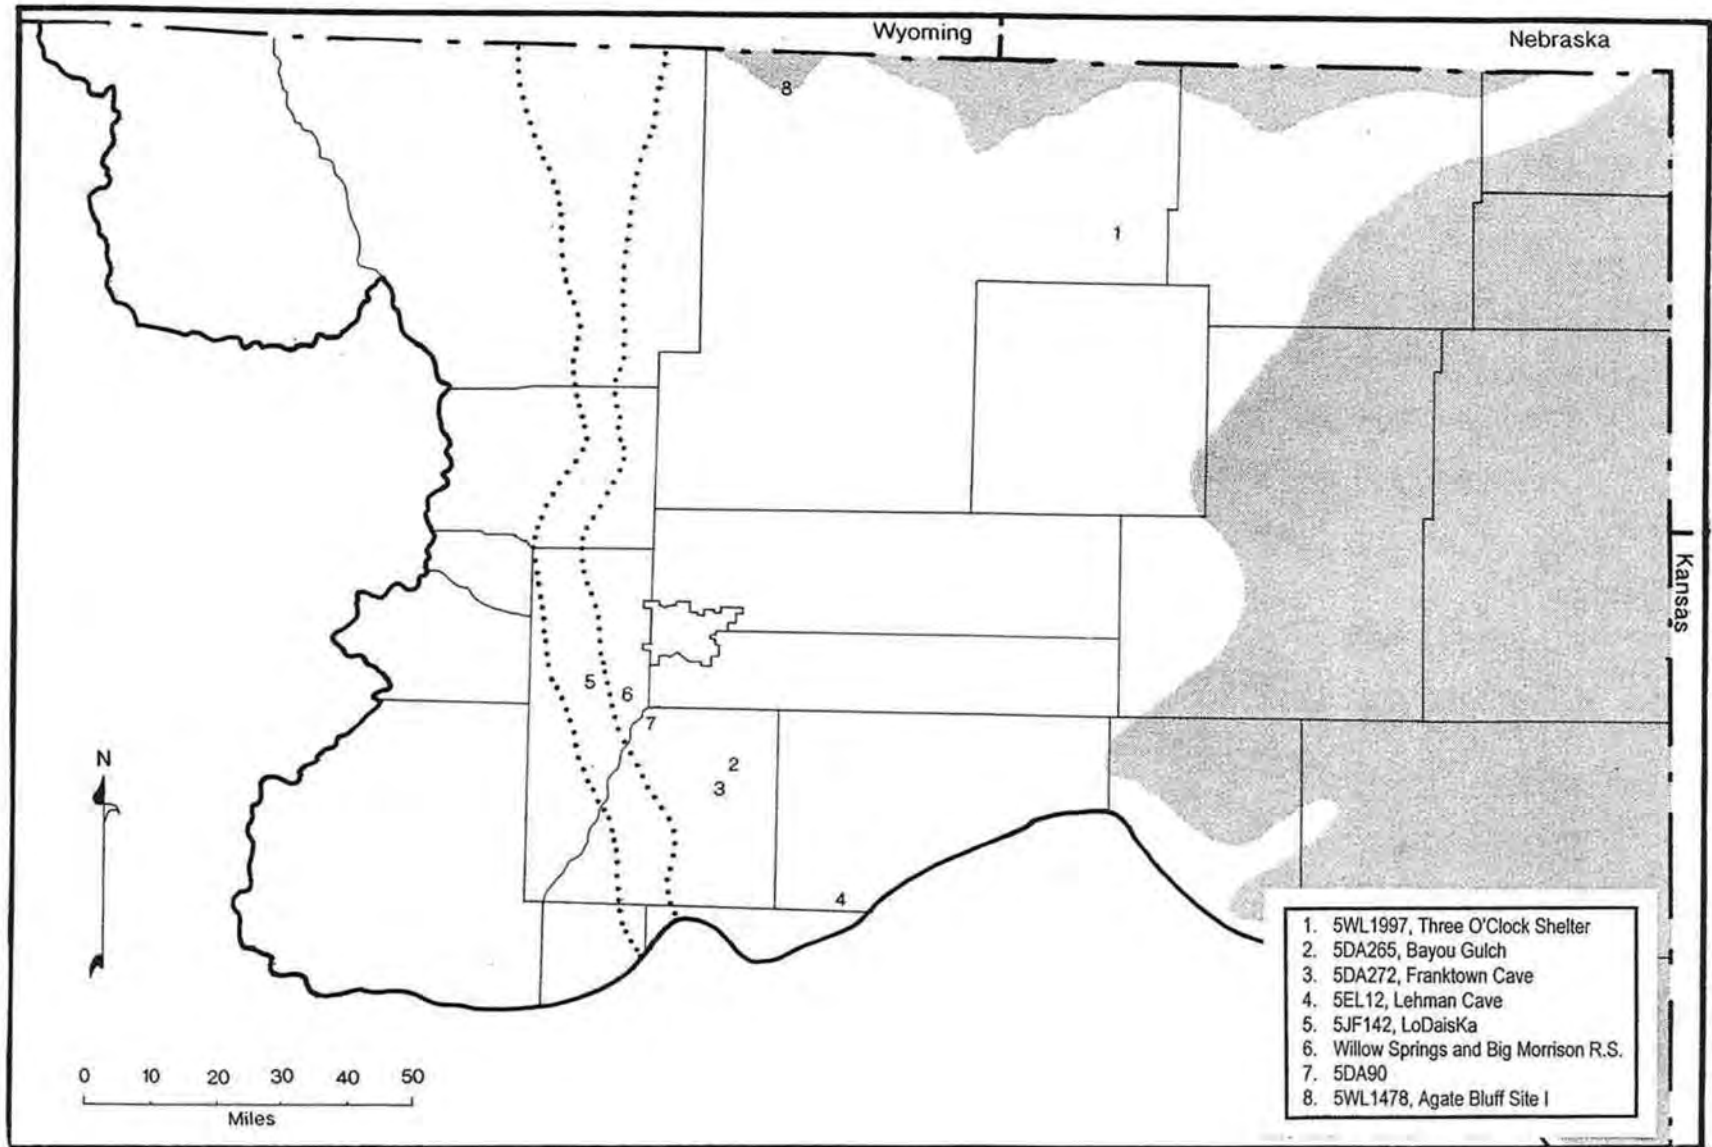 Wyoming
Nebraska
8
1
Kansas
5
6
7
N
2
3
4
1. 5WL1997, Three O'Clock Shelter
2. 5DA265, Bayou Gulch
3. 5DA272, Franktown Cave
4. 5EL12, Lehman Cave
5. 5JF142, LoDaisKa
6. Willow Springs and Big Morrison R.S.
7. 5DA90
8. 5WL1478, Agate Bluff Site I
0 10 20 30 40 50
Miles